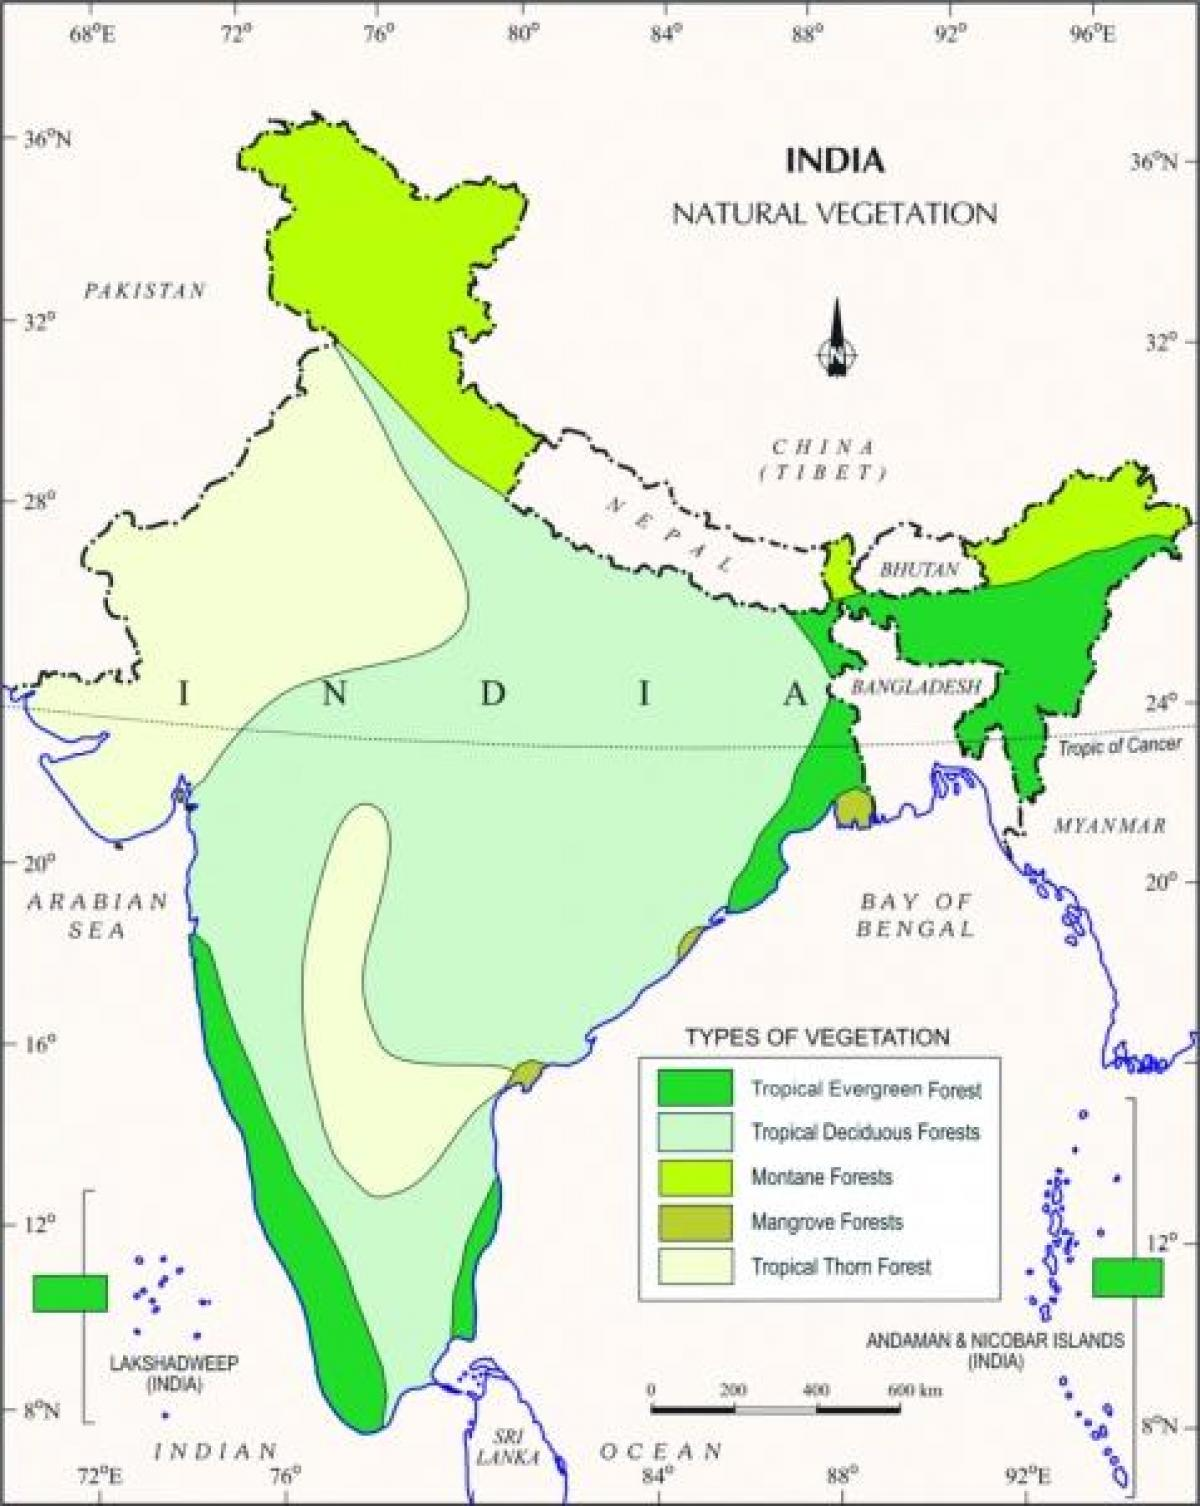 68°E 72° 76° 80° 84° 88° 92° 96°E
36°N
36°N
INDIA
NATURAL VEGETATION
PAKISTAN
32°
32°
N
CHINA
(TIBET)
28°
NEPAL
BHUTAN
I N D I A
BANGLADESH
24°
Tropic of Cancer
MYANMAR
20°
20°
ARABIAN
SEA
BAY OF
BENGAL
16°
TYPES OF VEGETATION
Tropical Evergreen Forest
Tropical Deciduous Forests
Montane Forests
Mangrove Forests
Tropical Thorn Forest
12°
12°
LAKSHADWEEP
(INDIA)
ANDAMAN & NICOBAR ISLANDS
(INDIA)
0 200 400 600 km
8°N
8°N
SRI
LANKA
INDIAN OCEAN
72°E 76° 84° 88° 92°E